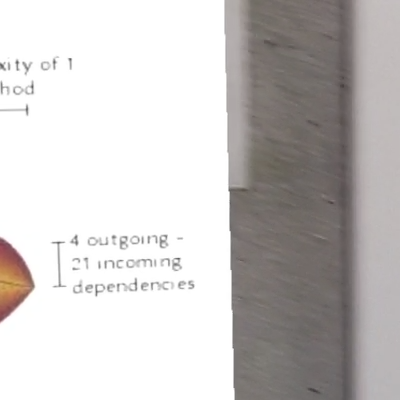 xity of 1
hod
4 outgoing -
21 incoming
dependencies